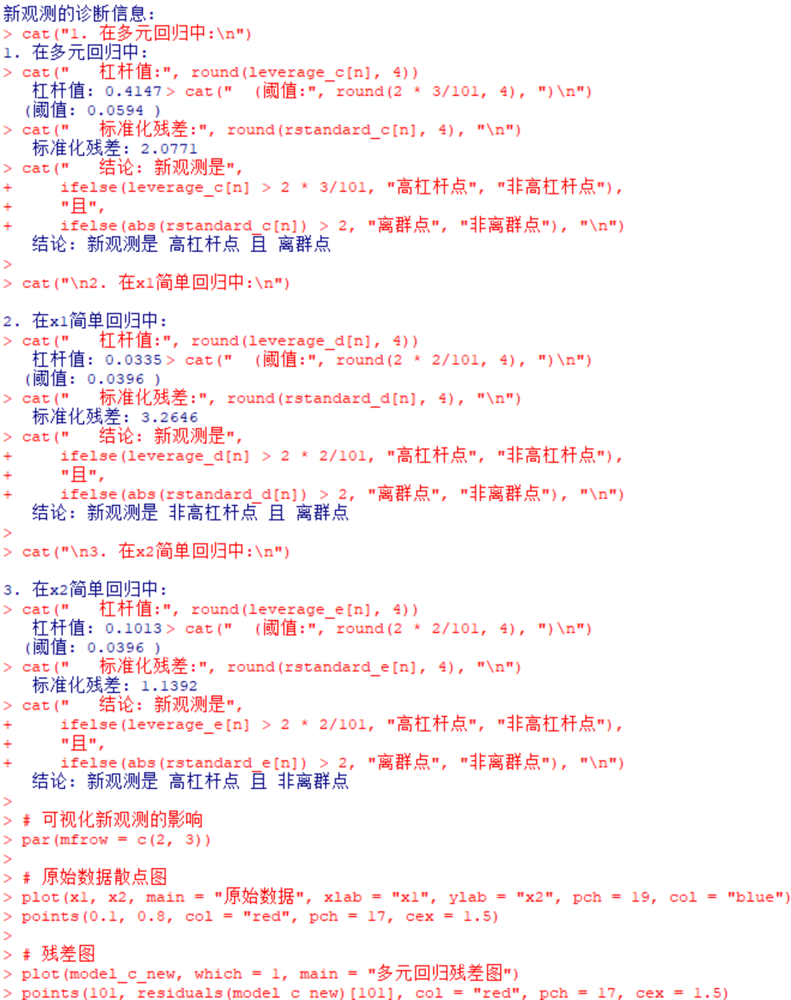 新观测的诊断信息:
> cat("1. 在多元回归中:\n")
1. 在多元回归中:
> cat("   杠杆值:", round(leverage_c[n], 4))
   杠杆值: 0.4147> cat("  (阈值:", round(2 * 3/101, 4), ")\n")
  (阈值: 0.0594 )
> cat("   标准化残差:", round(rstandard_c[n], 4), "\n")
   标准化残差: 2.0771
> cat("   结论: 新观测是",
+     ifelse(leverage_c[n] > 2 * 3/101, "高杠杆点", "非高杠杆点"),
+     "且",
+     ifelse(abs(rstandard_c[n]) > 2, "离群点", "非离群点"), "\n")
   结论: 新观测是 高杠杆点 且 离群点
>
> cat("\n2. 在x1简单回归中:\n")

2. 在x1简单回归中:
> cat("   杠杆值:", round(leverage_d[n], 4))
   杠杆值: 0.0335> cat("  (阈值:", round(2 * 2/101, 4), ")\n")
  (阈值: 0.0396 )
> cat("   标准化残差:", round(rstandard_d[n], 4), "\n")
   标准化残差: 3.2646
> cat("   结论: 新观测是",
+     ifelse(leverage_d[n] > 2 * 2/101, "高杠杆点", "非高杠杆点"),
+     "且",
+     ifelse(abs(rstandard_d[n]) > 2, "离群点", "非离群点"), "\n")
   结论: 新观测是 非高杠杆点 且 离群点
>
> cat("\n3. 在x2简单回归中:\n")

3. 在x2简单回归中:
> cat("   杠杆值:", round(leverage_e[n], 4))
   杠杆值: 0.1013> cat("  (阈值:", round(2 * 2/101, 4), ")\n")
  (阈值: 0.0396 )
> cat("   标准化残差:", round(rstandard_e[n], 4), "\n")
   标准化残差: 1.1392
> cat("   结论: 新观测是",
+     ifelse(leverage_e[n] > 2 * 2/101, "高杠杆点", "非高杠杆点"),
+     "且",
+     ifelse(abs(rstandard_e[n]) > 2, "离群点", "非离群点"), "\n")
   结论: 新观测是 高杠杆点 且 非离群点
>
> # 可视化新观测的影响
> par(mfrow = c(2, 3))
>
> # 原始数据散点图
> plot(x1, x2, main = "原始数据", xlab = "x1", ylab = "x2", pch = 19, col = "blue")
> points(0.1, 0.8, col = "red", pch = 17, cex = 1.5)
>
> # 残差图
> plot(model_c_new, which = 1, main = "多元回归残差图")
> points(101, residuals(model_c_new)[101], col = "red", pch = 17, cex = 1.5)